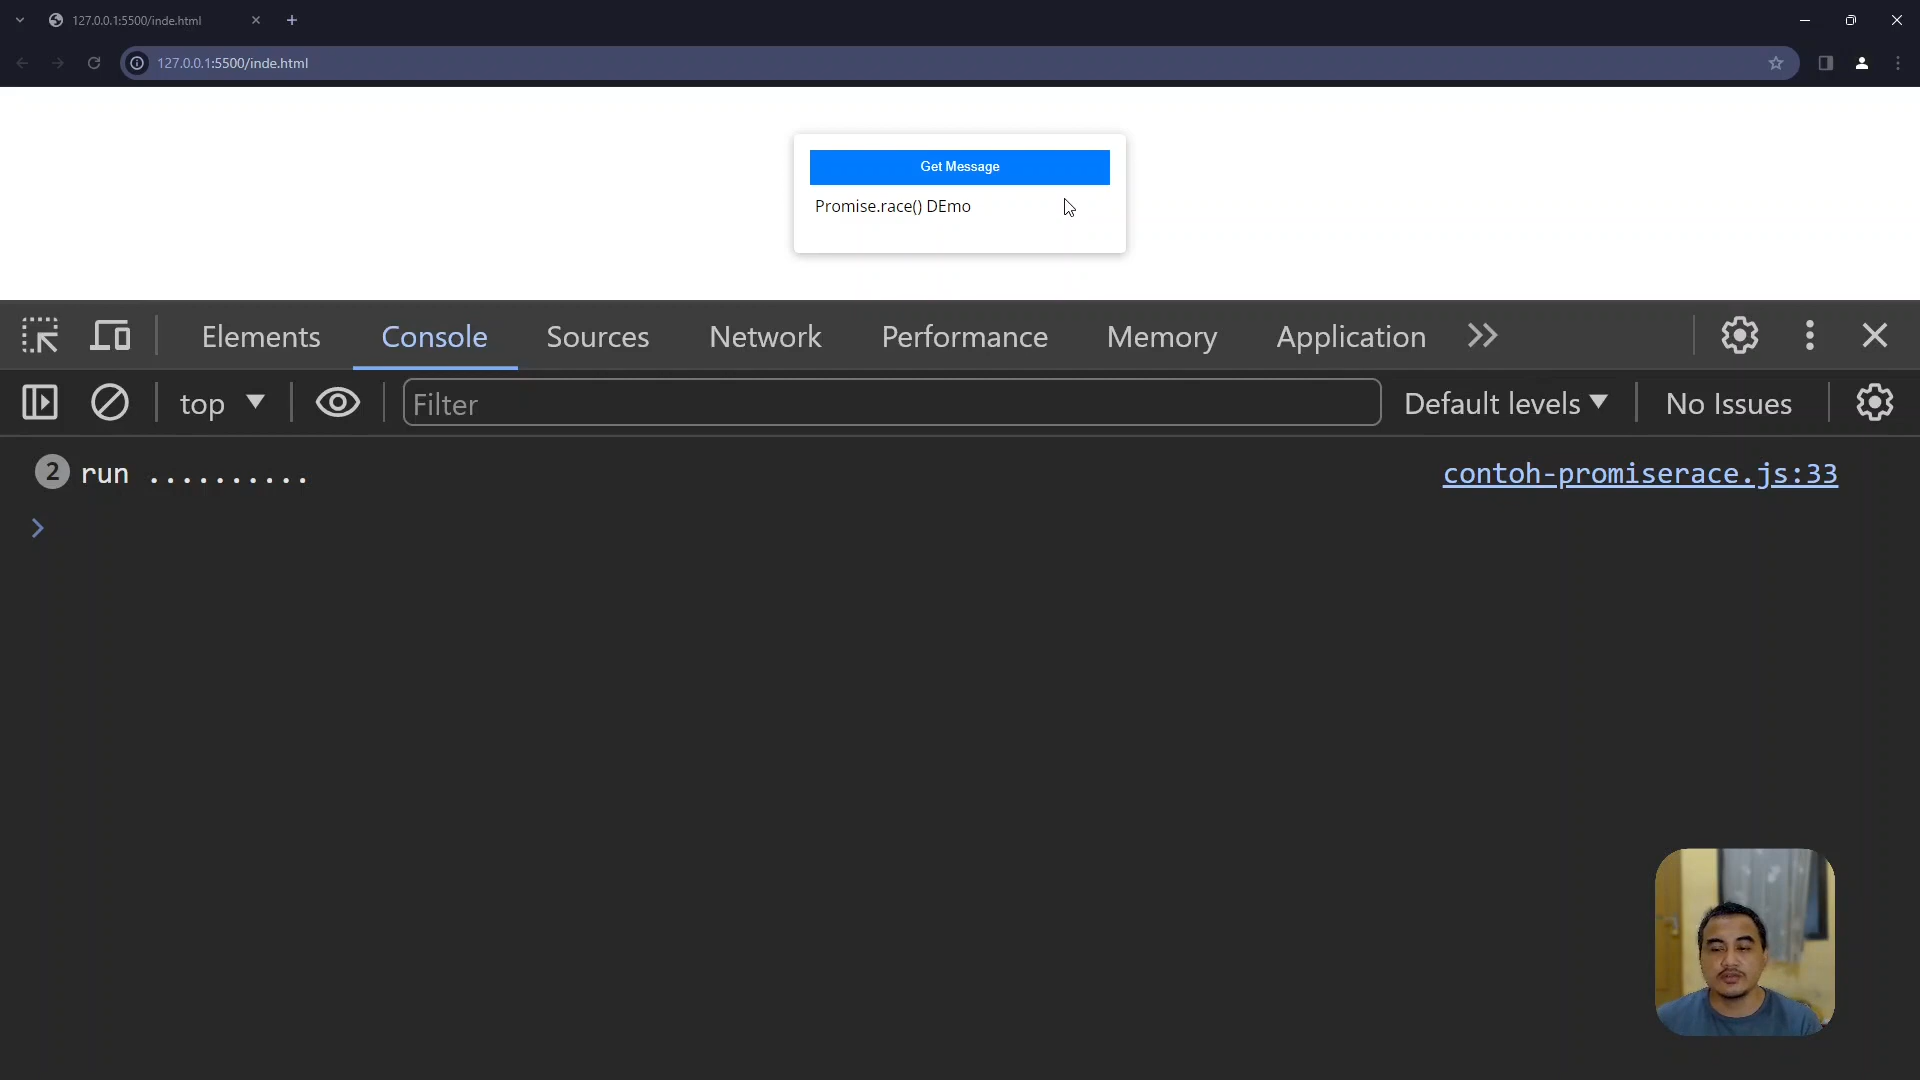 127.0.0.1:5500/inde.html
127.0.0.1:5500/inde.html
Get Message
Promise.race() DEmo
Elements Console Sources Network Performance Memory Application
top Filter Default levels No Issues
2 run .......... contoh-promiserace.js:33